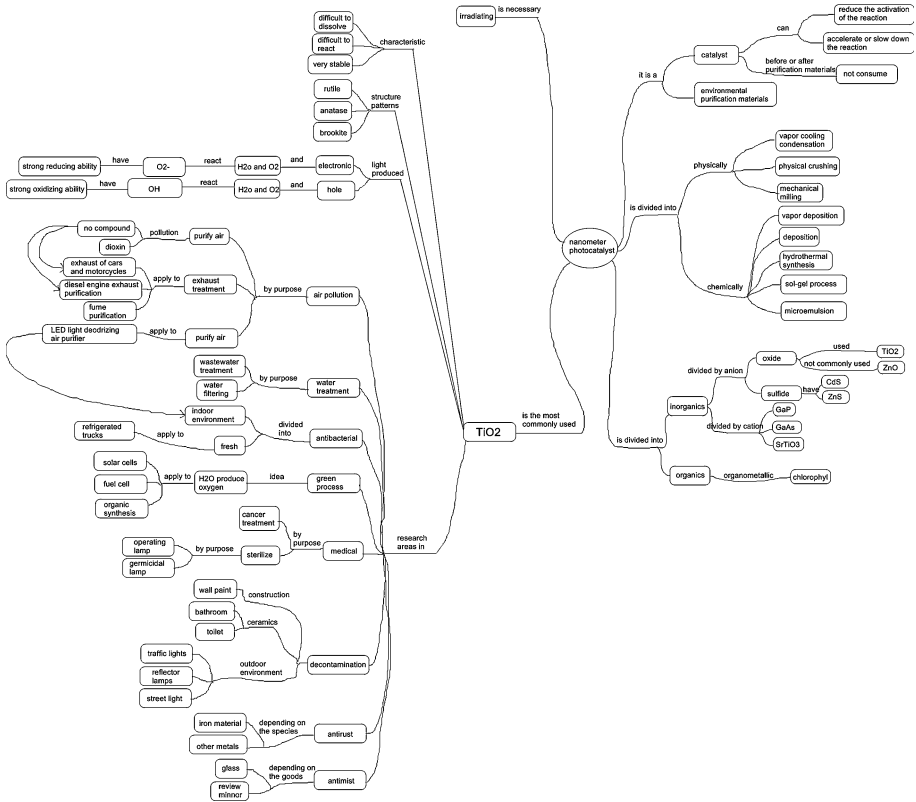 irradiating
is necessary
difficult to
dissolve
difficult to
react
very stable
characteristic
rutile
anatase
brookite
structure
patterns
strong reducing ability
have
O2-
react
H2o and O2
and
electronic
strong oxidizing ability
have
OH
react
H2o and O2
and
hole
light
produced
no compound
dioxin
pollution
purify air
exhaust of cars
and motorcycles
diesel engine exhaust
purification
fume
purification
apply to
exhaust
treatment
by purpose
air pollution
LED light deodrizing
air purifier
apply to
purify air
wastewater
treatment
water
filtering
by purpose
water
treatment
indoor
environment
refrigerated
trucks
apply to
fresh
divided
into
antibacterial
solar cells
fuel cell
organic
synthesis
apply to
H2O produce
oxygen
idea
green
process
cancer
treatment
operating
lamp
germicidal
lamp
by purpose
sterilize
by
purpose
medical
research
areas in
wall paint
construction
bathroom
toilet
ceramics
traffic lights
reflector
lamps
street light
outdoor
environment
decontamination
iron material
other metals
depending on
the species
antirust
glass
review
minnor
depending on
the goods
antimist
TiO2
is the most
commonly used
nanometer
photocatalyst
it is a
catalyst
can
reduce the activation
of the reaction
accelerate or slow down
the reaction
before or after
purification materials
not consume
environmental
purification materials
is divided into
physically
vapor cooling
condensation
physical crushing
mechanical
milling
chemically
vapor deposition
deposition
hydrothermal
synthesis
sol-gel process
microemulsion
is divided into
inorganics
divided by anion
oxide
used
TiO2
not commonly used
ZnO
sulfide
have
CdS
ZnS
divided by cation
GaP
GaAs
SrTiO3
organics
organometallic
chlorophyl